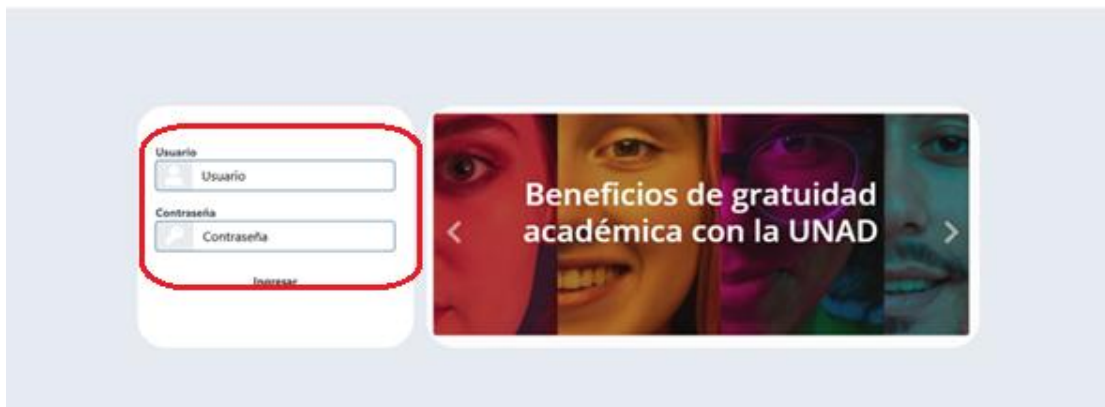 Usuario
Usuario
Contraseña
Contraseña
Ingresar
Beneficios de gratuidad
académica con la UNAD